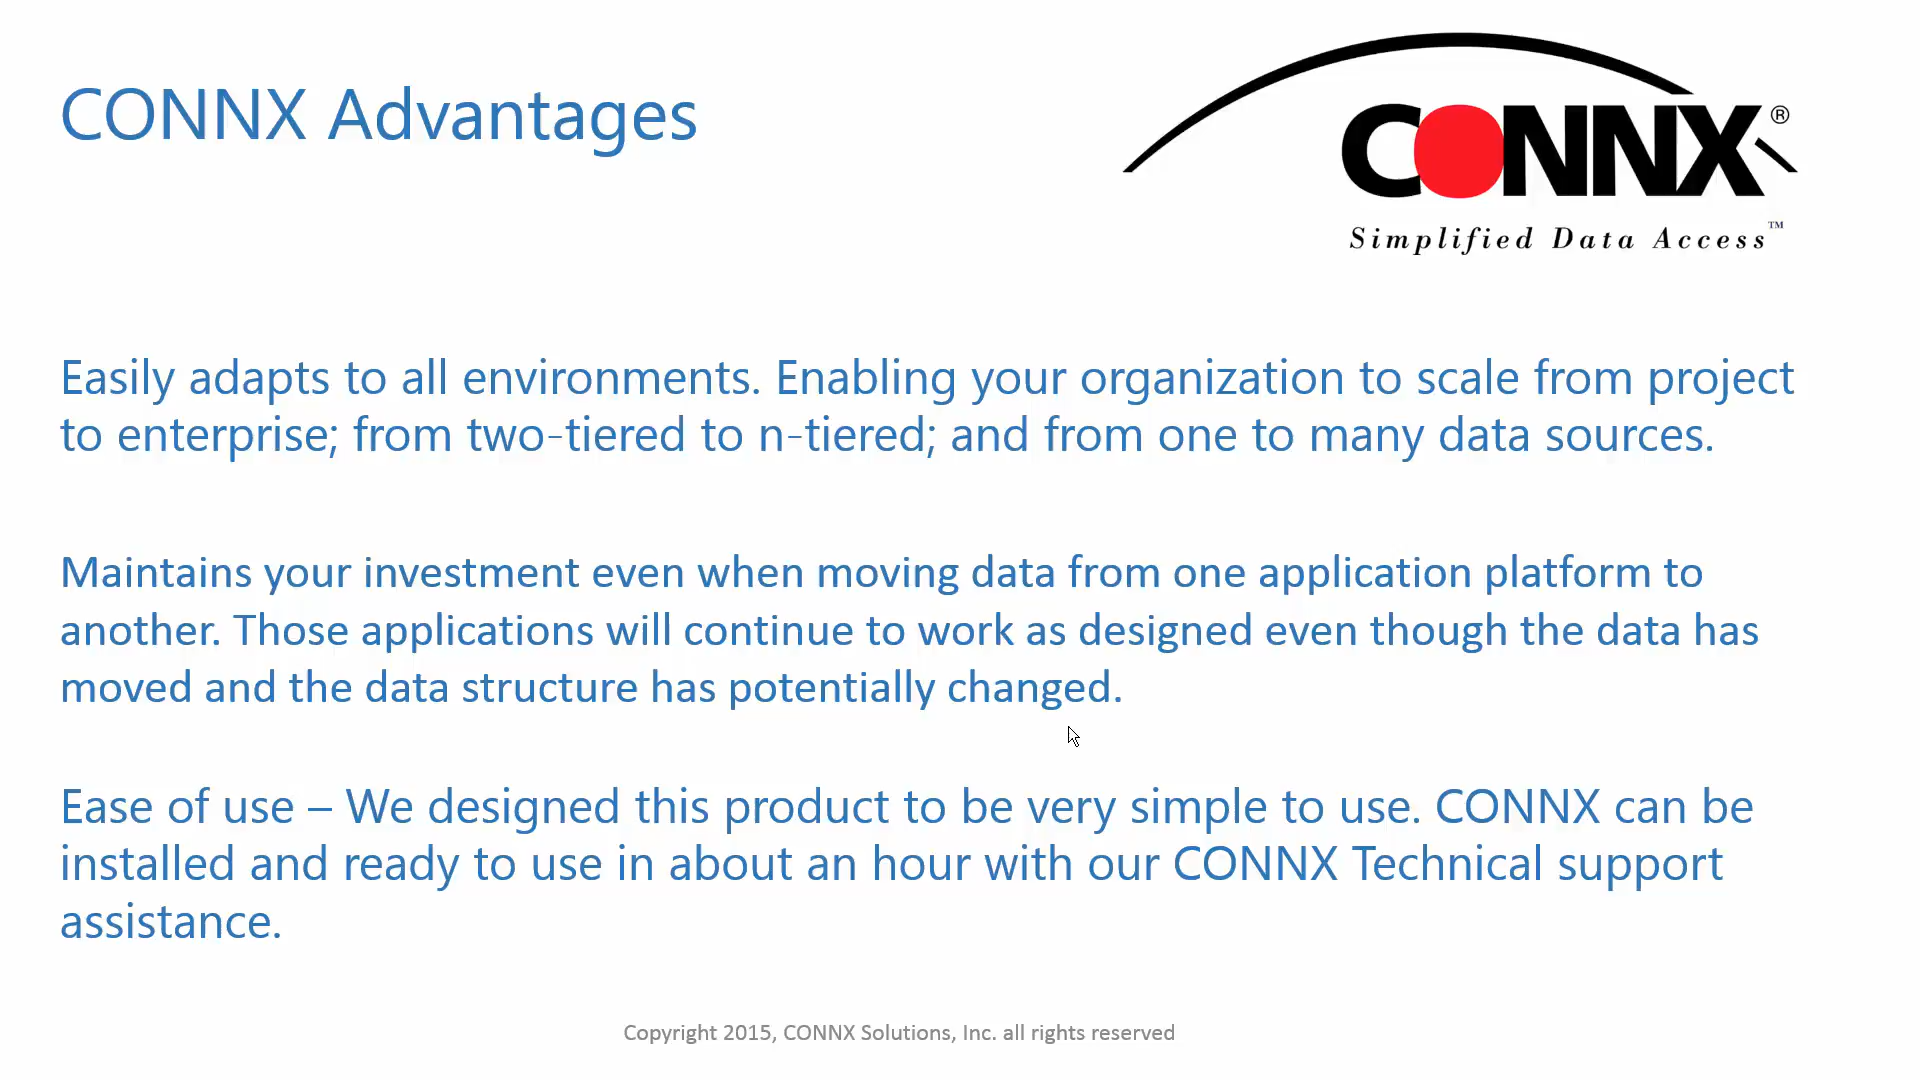 CONNX Advantages
CONNX®
Simplified Data Access™
Easily adapts to all environments. Enabling your organization to scale from project
to enterprise; from two-tiered to n-tiered; and from one to many data sources.
Maintains your investment even when moving data from one application platform to
another. Those applications will continue to work as designed even though the data has
moved and the data structure has potentially changed.
Ease of use – We designed this product to be very simple to use. CONNX can be
installed and ready to use in about an hour with our CONNX Technical support
assistance.
Copyright 2015, CONNX Solutions, Inc. all rights reserved